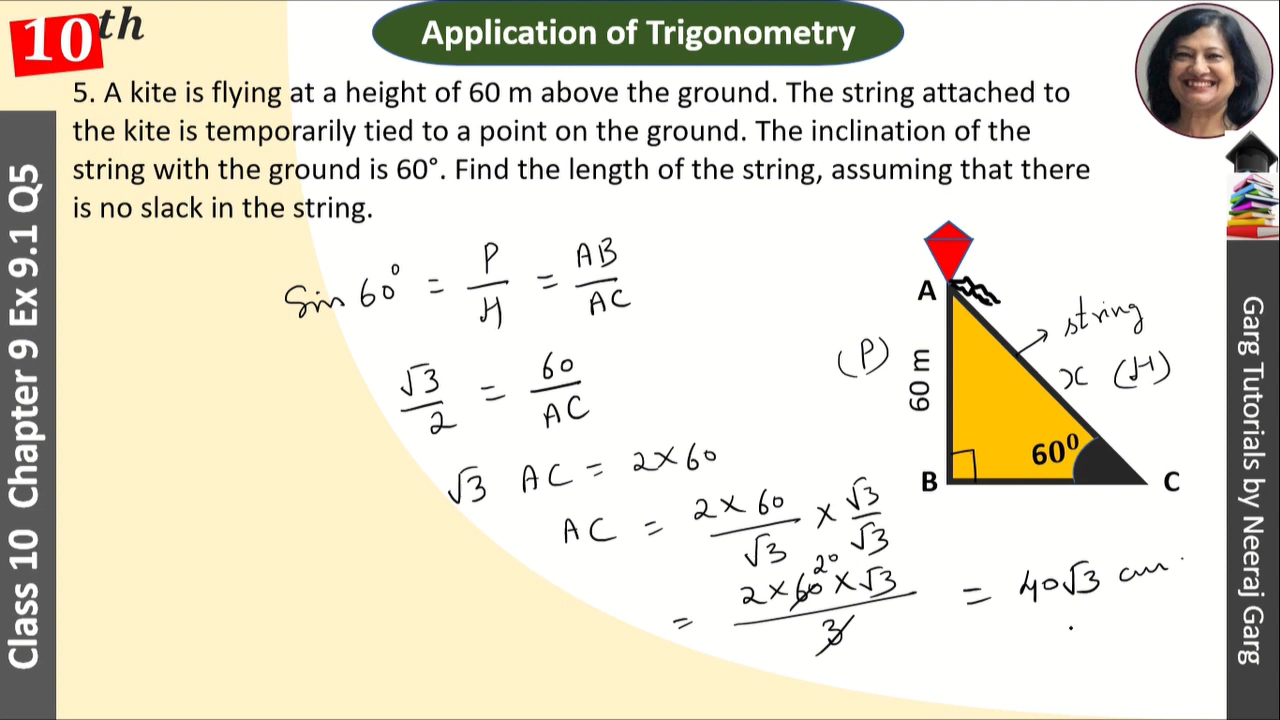 10th
Application of Trigonometry
5. A kite is flying at a height of 60 m above the ground. The string attached to
the kite is temporarily tied to a point on the ground. The inclination of the
string with the ground is 60°. Find the length of the string, assuming that there
is no slack in the string.
Sin 60° = P/H = AB/AC
√3/2 = 60/AC
√3 AC = 2×60
AC = 2×60/√3 × √3/√3
= 2×60×√3/3 = 40√3 cm.
20
A
string
(P)
60 m
x (H)
60⁰
B
C
Class 10 Chapter 9 Ex 9.1 Q5
Garg Tutorials by Neeraj Garg